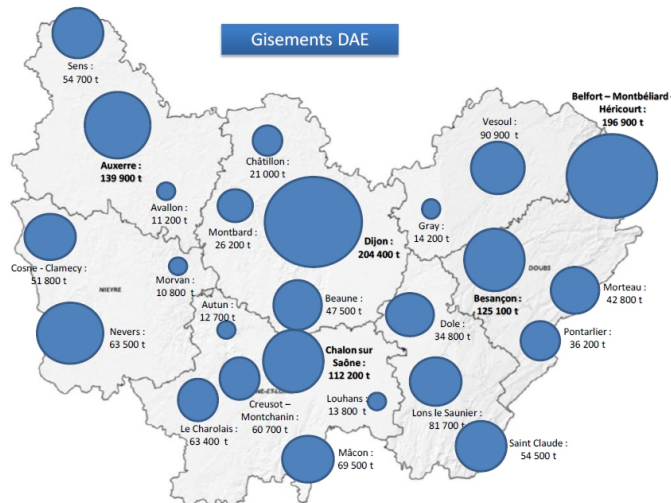 Gisements DAE
Sens :
54 700 t
Belfort – Montbéliard -
Héricourt :
196 900 t
Vesoul :
90 900 t
Auxerre :
139 900 t
Châtillon :
21 000 t
Avallon :
11 200 t
Montbard :
26 200 t
Gray :
14 200 t
Dijon :
204 400 t
Cosne - Clamecy :
51 800 t
Morvan :
10 800 t
NIEVRE
DOUBS
Besançon :
125 100 t
Morteau :
42 800 t
Autun :
12 700 t
Beaune :
47 500 t
Nevers :
63 500 t
Dole :
34 800 t
Pontarlier :
36 200 t
Chalon sur
Saône :
112 200 t
Louhans :
13 800 t
Creusot –
Montchanin :
60 700 t
Le Charolais :
63 400 t
Lons le Saunier :
81 700 t
Mâcon :
69 500 t
Saint Claude :
54 500 t